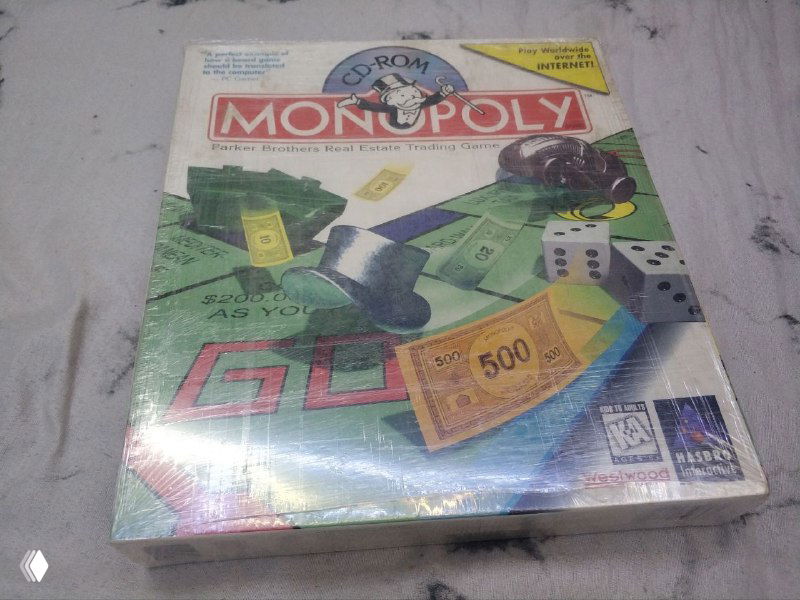 "A perfect example of
how a board game
should be translated
to the computer"
- PC Gamer
Play Worldwide
over the
INTERNET!
CD-ROM
MONOPOLY
TM
Parker Brothers Real Estate Trading Game
100
10
20
$200.0
AS YOU
GO
500
500
500
KIDS TO ADULTS
K-A
HASBRO
Interactive
Westwood